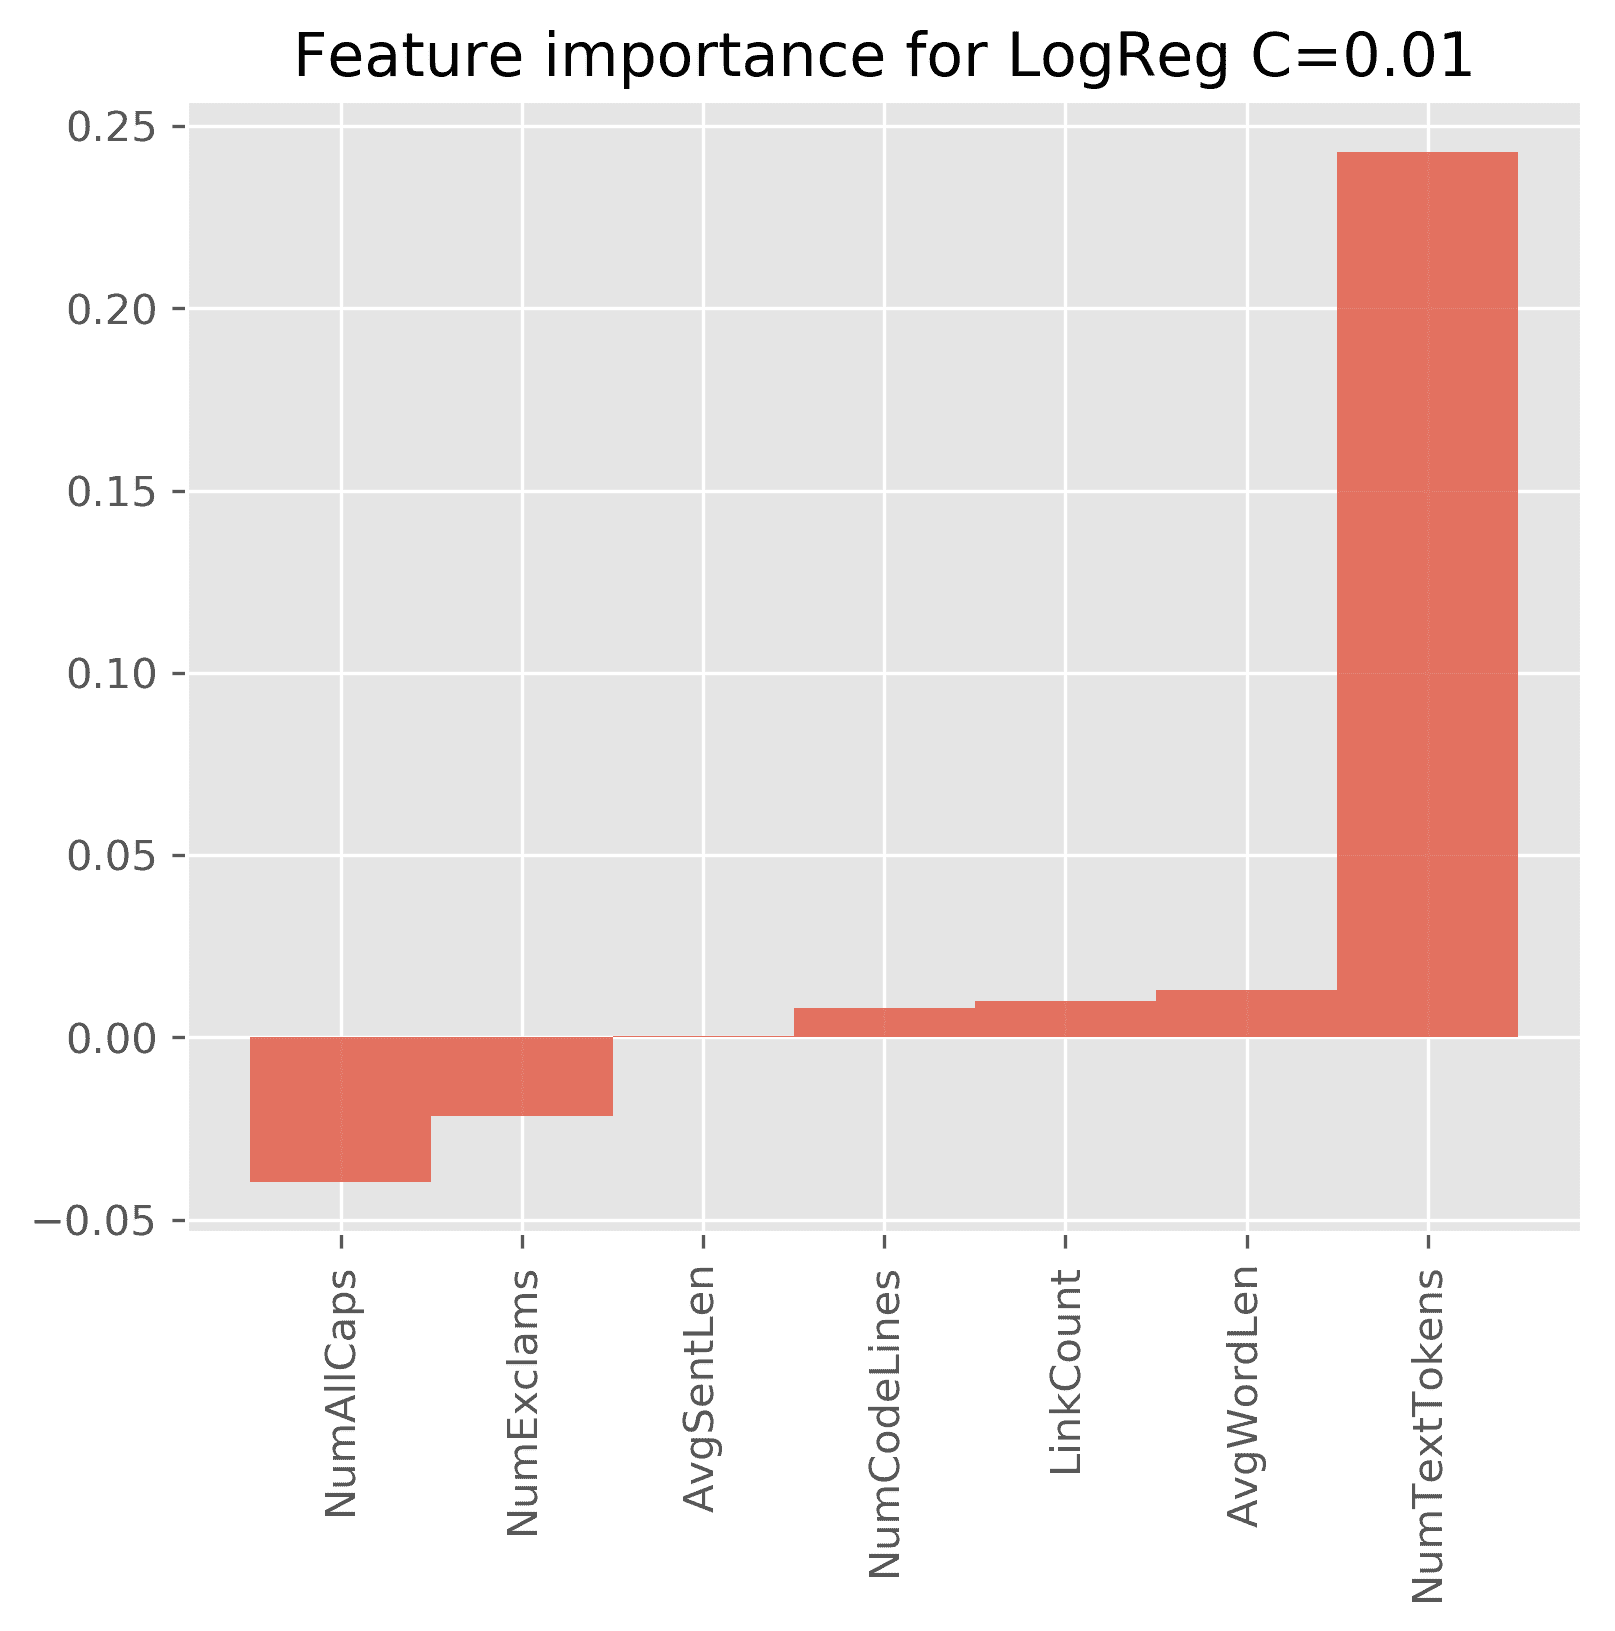 Feature importance for LogReg C=0.01
0.25
0.20
0.15
0.10
0.05
0.00
−0.05
NumAllCaps
NumExclams
AvgSentLen
NumCodeLines
LinkCount
AvgWordLen
NumTextTokens